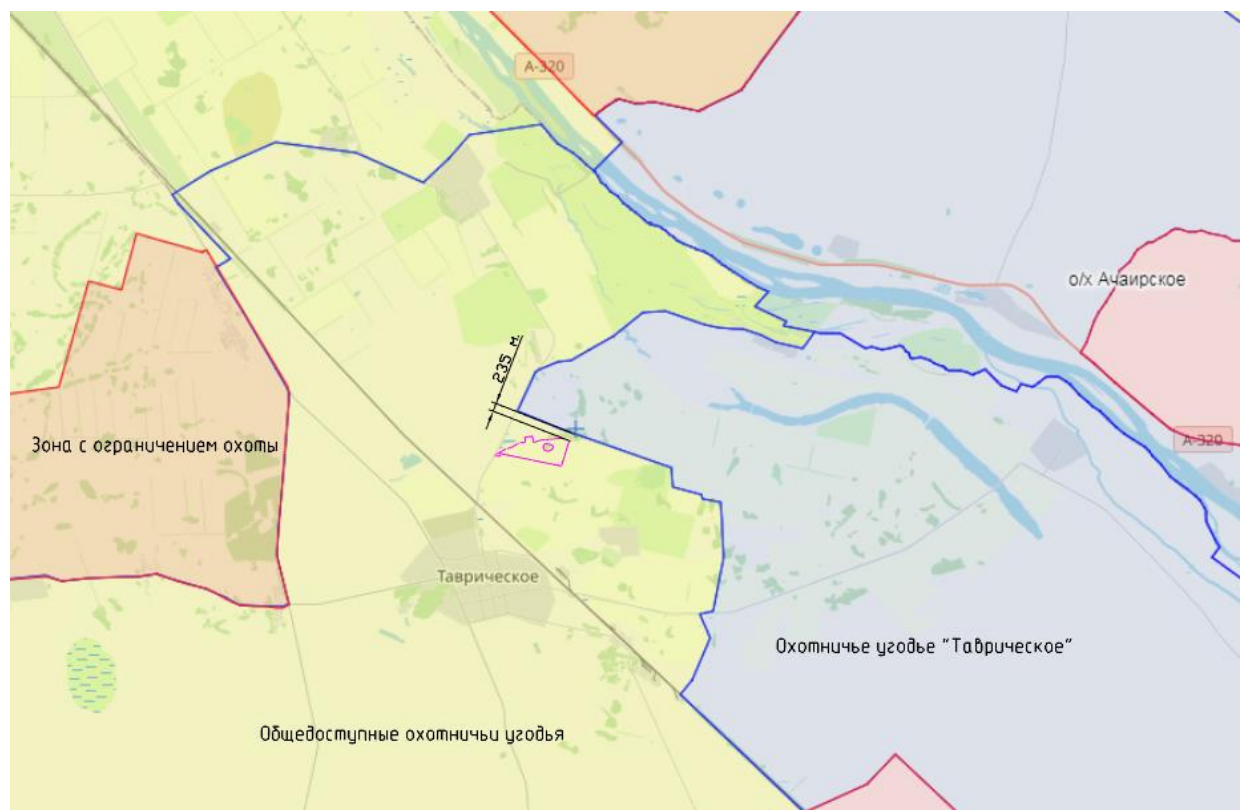 А-320
о/х Ачаирское
235 м.
Зона с ограничением охоты
А-320
Таврическое
Охотничье угодье "Таврическое"
Общедоступные охотничьи угодья